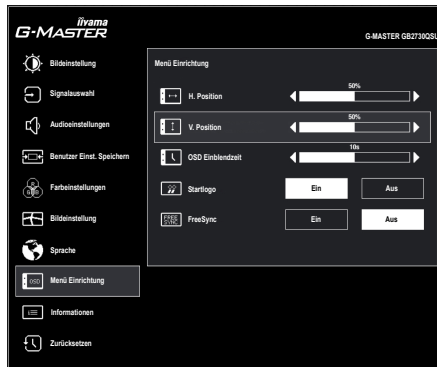 iiyama
G-MASTER
G-MASTER GB2730QSU
Bildeinstellung
Signalauswahl
Audioeinstellungen
Benutzer Einst. Speichern
Farbeinstellungen
Bildeinstellung
Sprache
OSD Menü Einrichtung
Informationen
Zurücksetzen
Menü Einrichtung
50%
H. Position
50%
V. Position
10s
OSD Einblendzeit
Startlogo Ein Aus
FREE SYNC FreeSync Ein Aus